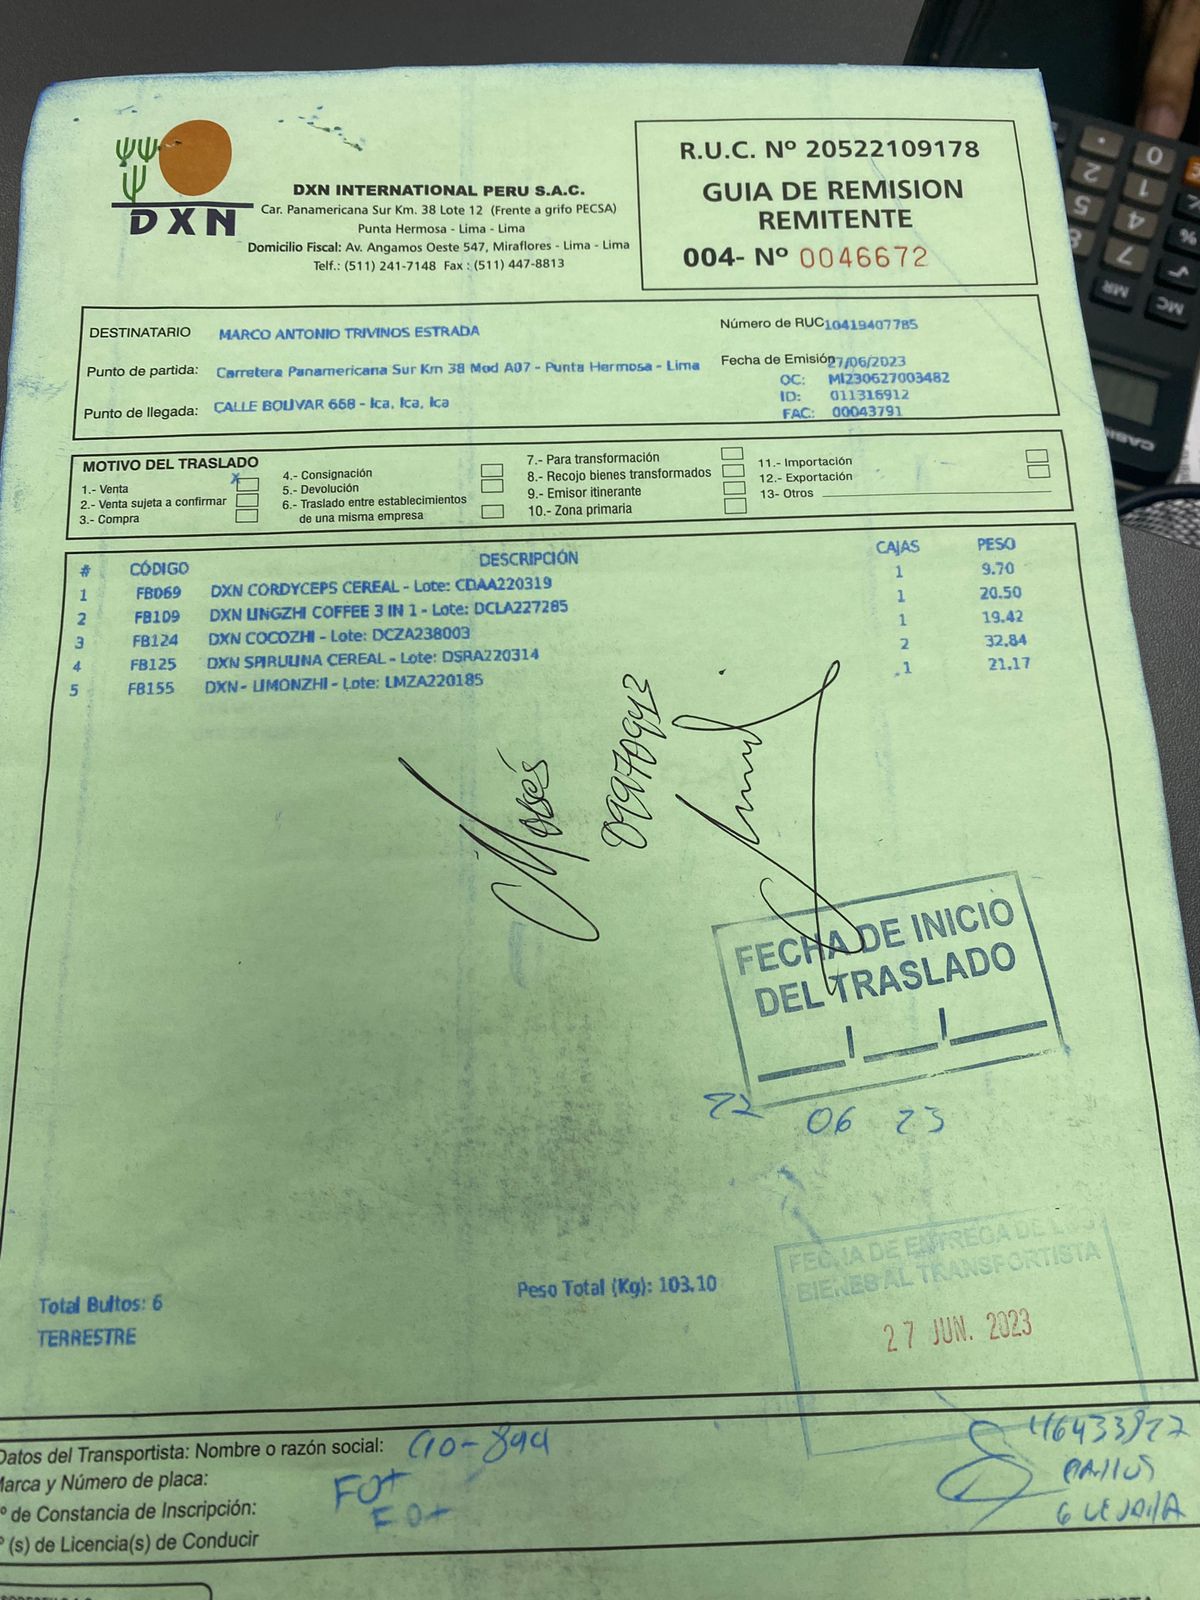 DXN
DXN INTERNATIONAL PERU S.A.C.
Car. Panamericana Sur Km. 38 Lote 12 (Frente a grifo PECSA)
Punta Hermosa - Lima - Lima
Domicilio Fiscal: Av. Angamos Oeste 547, Miraflores - Lima - Lima
Telf.: (511) 241-7148 Fax : (511) 447-8813
R.U.C. Nº 20522109178
GUIA DE REMISION
REMITENTE
004- Nº 0046672
DESTINATARIO MARCO ANTONIO TRIVINOS ESTRADA
Número de RUC 10419407785
Punto de partida: Carretera Panamericana Sur Km 38 Mod A07 - Punta Hermosa - Lima
Fecha de Emisión 27/06/2023
OC: MI230627003482
ID: 011316912
FAC: 00043791
Punto de llegada: CALLE BOLIVAR 668 - Ica, Ica, Ica
MOTIVO DEL TRASLADO
1.- Venta x
2.- Venta sujeta a confirmar
3.- Compra
4.- Consignación
5.- Devolución
6.- Traslado entre establecimientos
de una misma empresa
7.- Para transformación
8.- Recojo bienes transformados
9.- Emisor itinerante
10.- Zona primaria
11.- Importación
12.- Exportación
13- Otros
# CÓDIGO DESCRIPCIÓN CAJAS PESO
1 FB069 DXN CORDYCEPS CEREAL - Lote: CDAA220319 1 9.70
2 FB109 DXN LINGZHI COFFEE 3 IN 1 - Lote: DCLA227285 1 20.50
3 FB124 DXN COCOZHI - Lote: DCZA238003 1 19.42
4 FB125 DXN SPIRULINA CEREAL - Lote: DSRA220314 2 32.84
5 FB155 DXN- LIMONZHI - Lote: LMZA220185 1 21.17
Moisés
09970943
FECHA DE INICIO
DEL TRASLADO
06 23
FECHA DE ENTREGA DE LOS
BIENES AL TRANSPORTISTA
27 JUN. 2023
Total Bultos: 6
Peso Total (Kg): 103.10
TERRESTRE
Datos del Transportista: Nombre o razón social:
Marca y Número de placa:
º de Constancia de Inscripción:
º (s) de Licencia(s) de Conducir